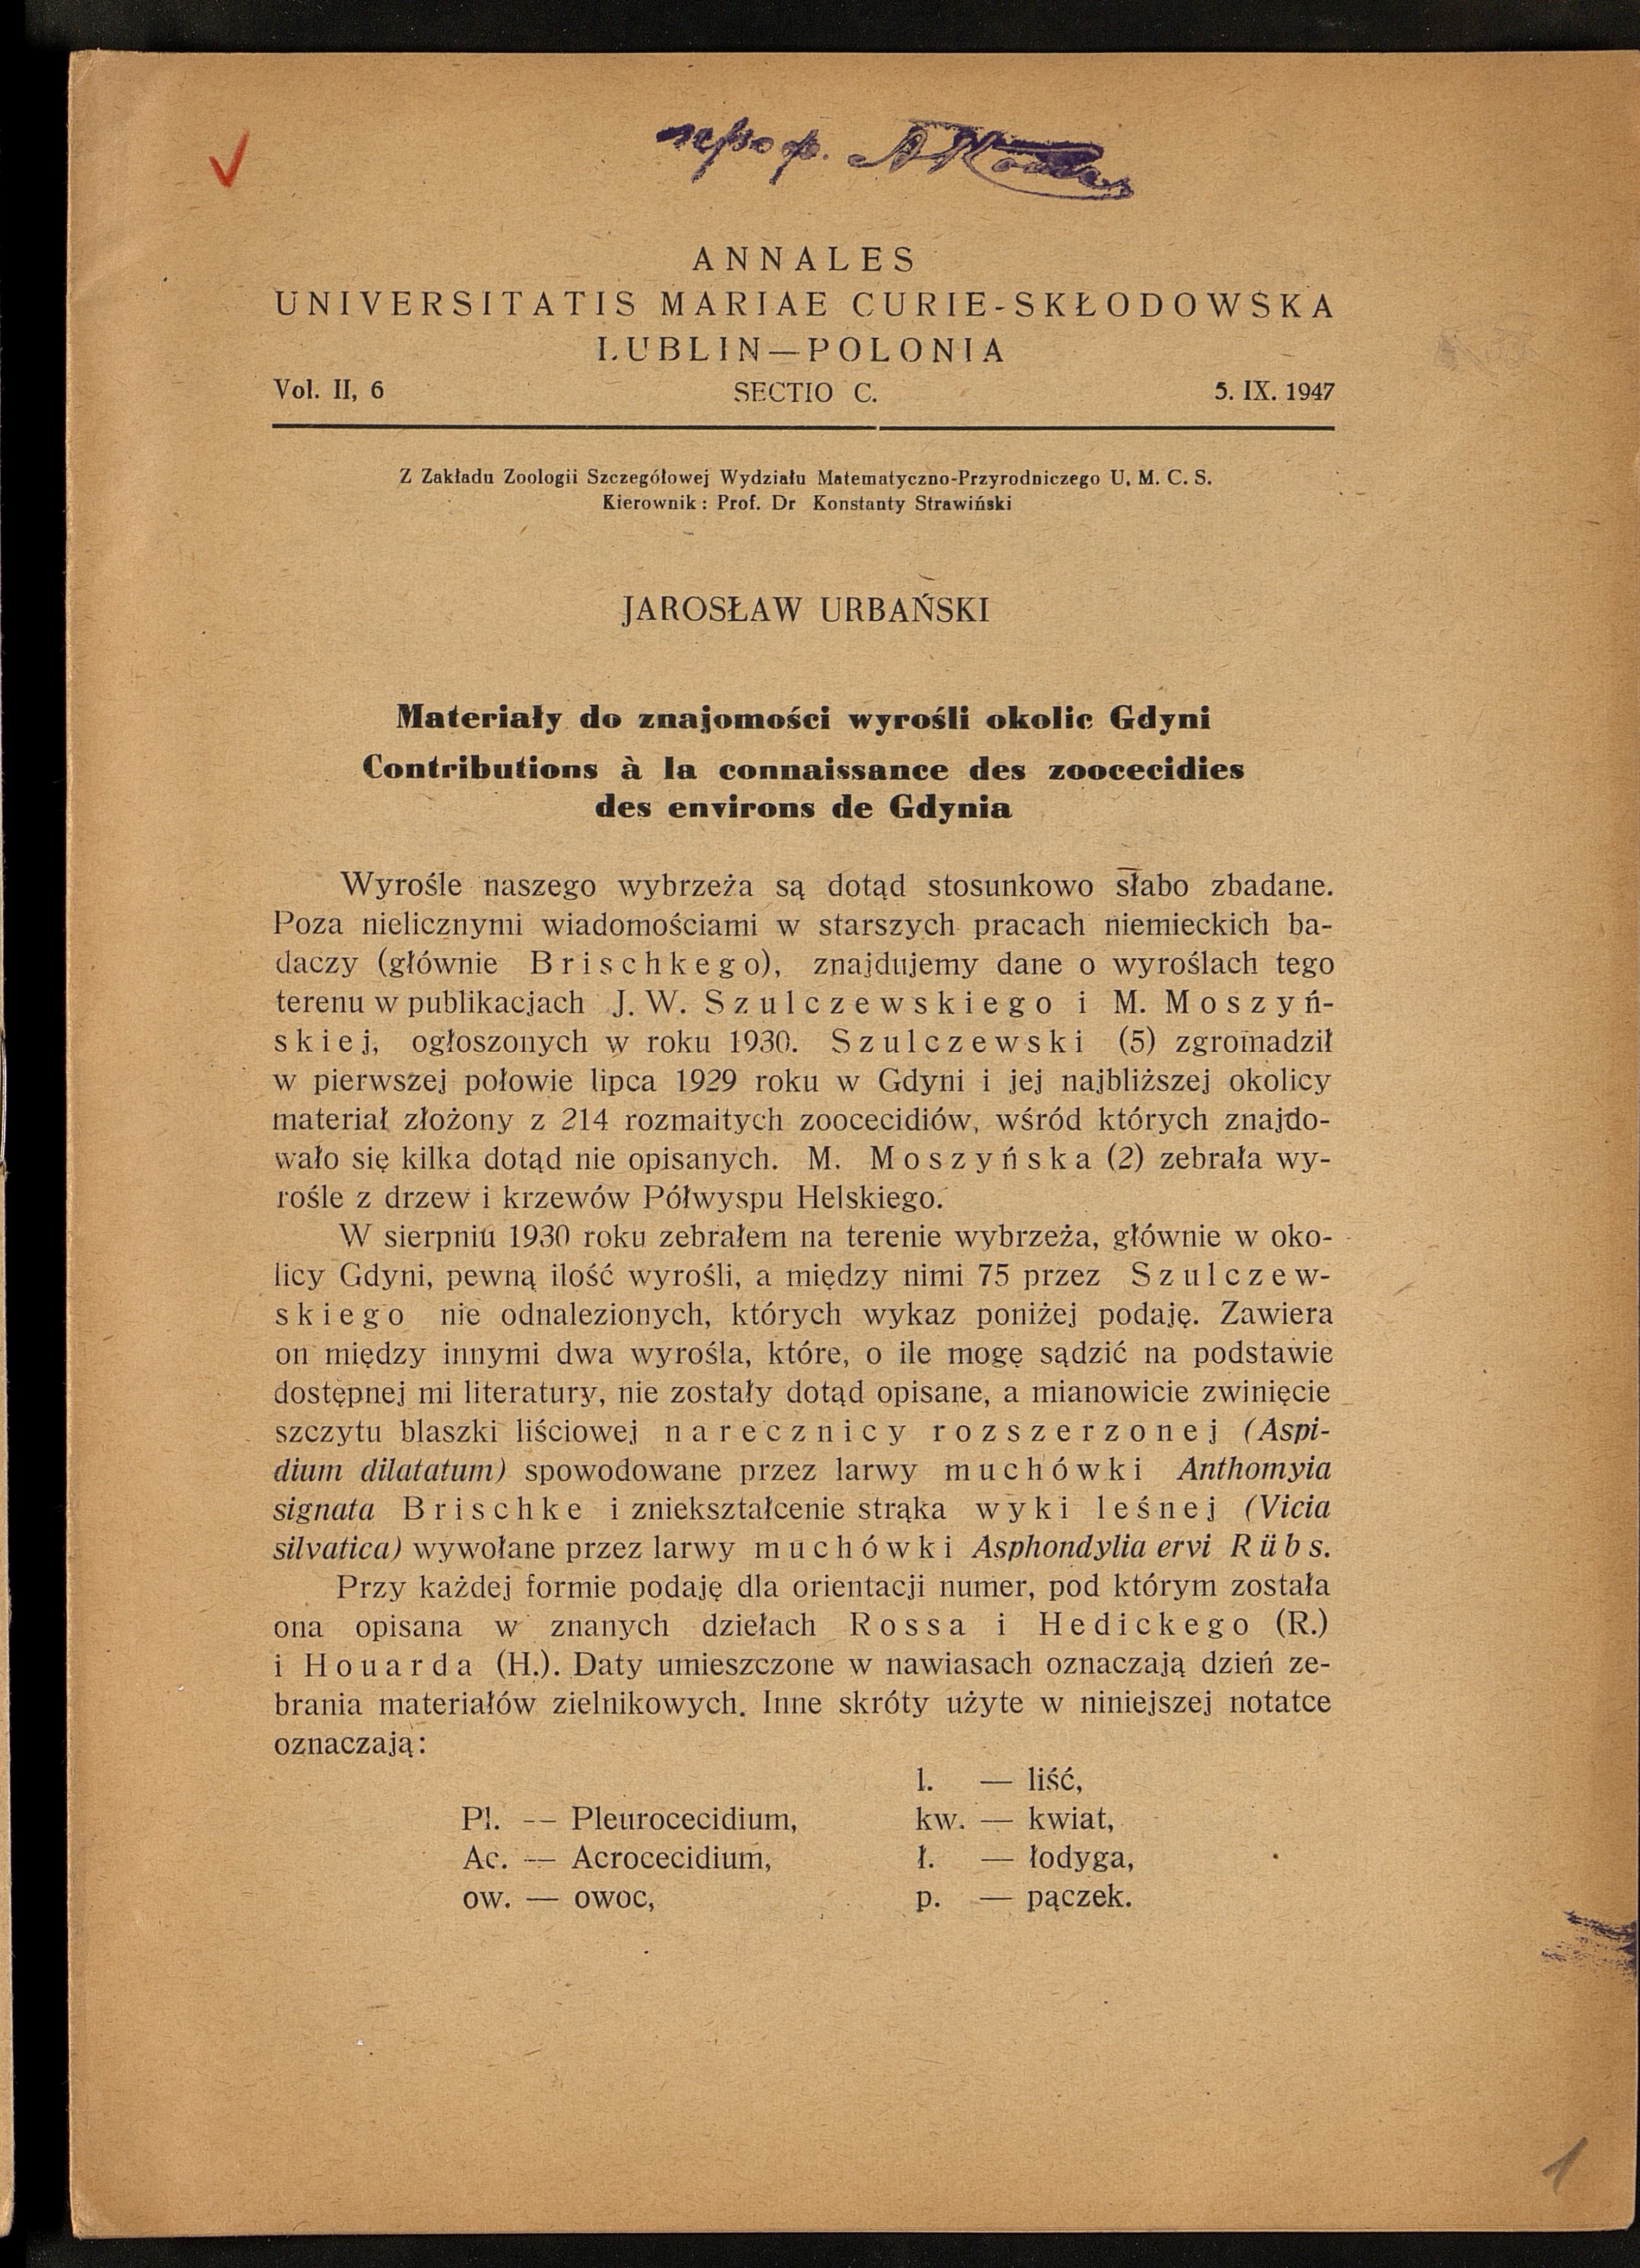 ANNALES
UNIVERSITATIS MARIAE CURIE-SKŁODOWSKA
LUBLIN—POLONIA
Vol. II, 6 SECTIO C. 5. IX. 1947
Z Zakładu Zoologii Szczegółowej Wydziału Matematyczno-Przyrodniczego U. M. C. S.
Kierownik: Prof. Dr Konstanty Strawiński
JAROSŁAW URBAŃSKI
Materiały do znajomości wyrośli okolic Gdyni
Contributions à la connaissance des zoocecidies
des environs de Gdynia
Wyrośle naszego wybrzeża są dotąd stosunkowo słabo zbadane.
Poza nielicznymi wiadomościami w starszych pracach niemieckich ba-
daczy (głównie Brischkego), znajdujemy dane o wyroślach tego
terenu w publikacjach J. W. Szulczewskiego i M. Moszyń-
skiej, ogłoszonych w roku 1930. Szulczewski (5) zgromadził
w pierwszej połowie lipca 1929 roku w Gdyni i jej najbliższej okolicy
materiał złożony z 214 rozmaitych zoocecidiów, wśród których znajdo-
wało się kilka dotąd nie opisanych. M. Moszyńska (2) zebrała wy-
rośle z drzew i krzewów Półwyspu Helskiego.
W sierpniu 1930 roku zebrałem na terenie wybrzeża, głównie w oko-
licy Gdyni, pewną ilość wyrośli, a między nimi 75 przez Szulczew-
skiego nie odnalezionych, których wykaz poniżej podaję. Zawiera
on między innymi dwa wyrośla, które, o ile mogę sądzić na podstawie
dostępnej mi literatury, nie zostały dotąd opisane, a mianowicie zwinięcie
szczytu blaszki liściowej narecznicy rozszerzonej (Aspi-
dium dilatatum) spowodowane przez larwy muchówki Anthomyia
signata Brischke i zniekształcenie strąka wyki leśnej (Vicia
silvatica) wywołane przez larwy muchówki Asphondylia ervi Rübs.
Przy każdej formie podaję dla orientacji numer, pod którym została
ona opisana w znanych dziełach Rossa i Hedickego (R.)
i Houarda (H.). Daty umieszczone w nawiasach oznaczają dzień ze-
brania materiałów zielnikowych. Inne skróty użyte w niniejszej notatce
oznaczają:
l. — liść,
Pl. — Pleurocecidium, kw. — kwiat,
Ac. — Acrocecidium, ł. — łodyga,
ow. — owoc, p. — pączek.
1